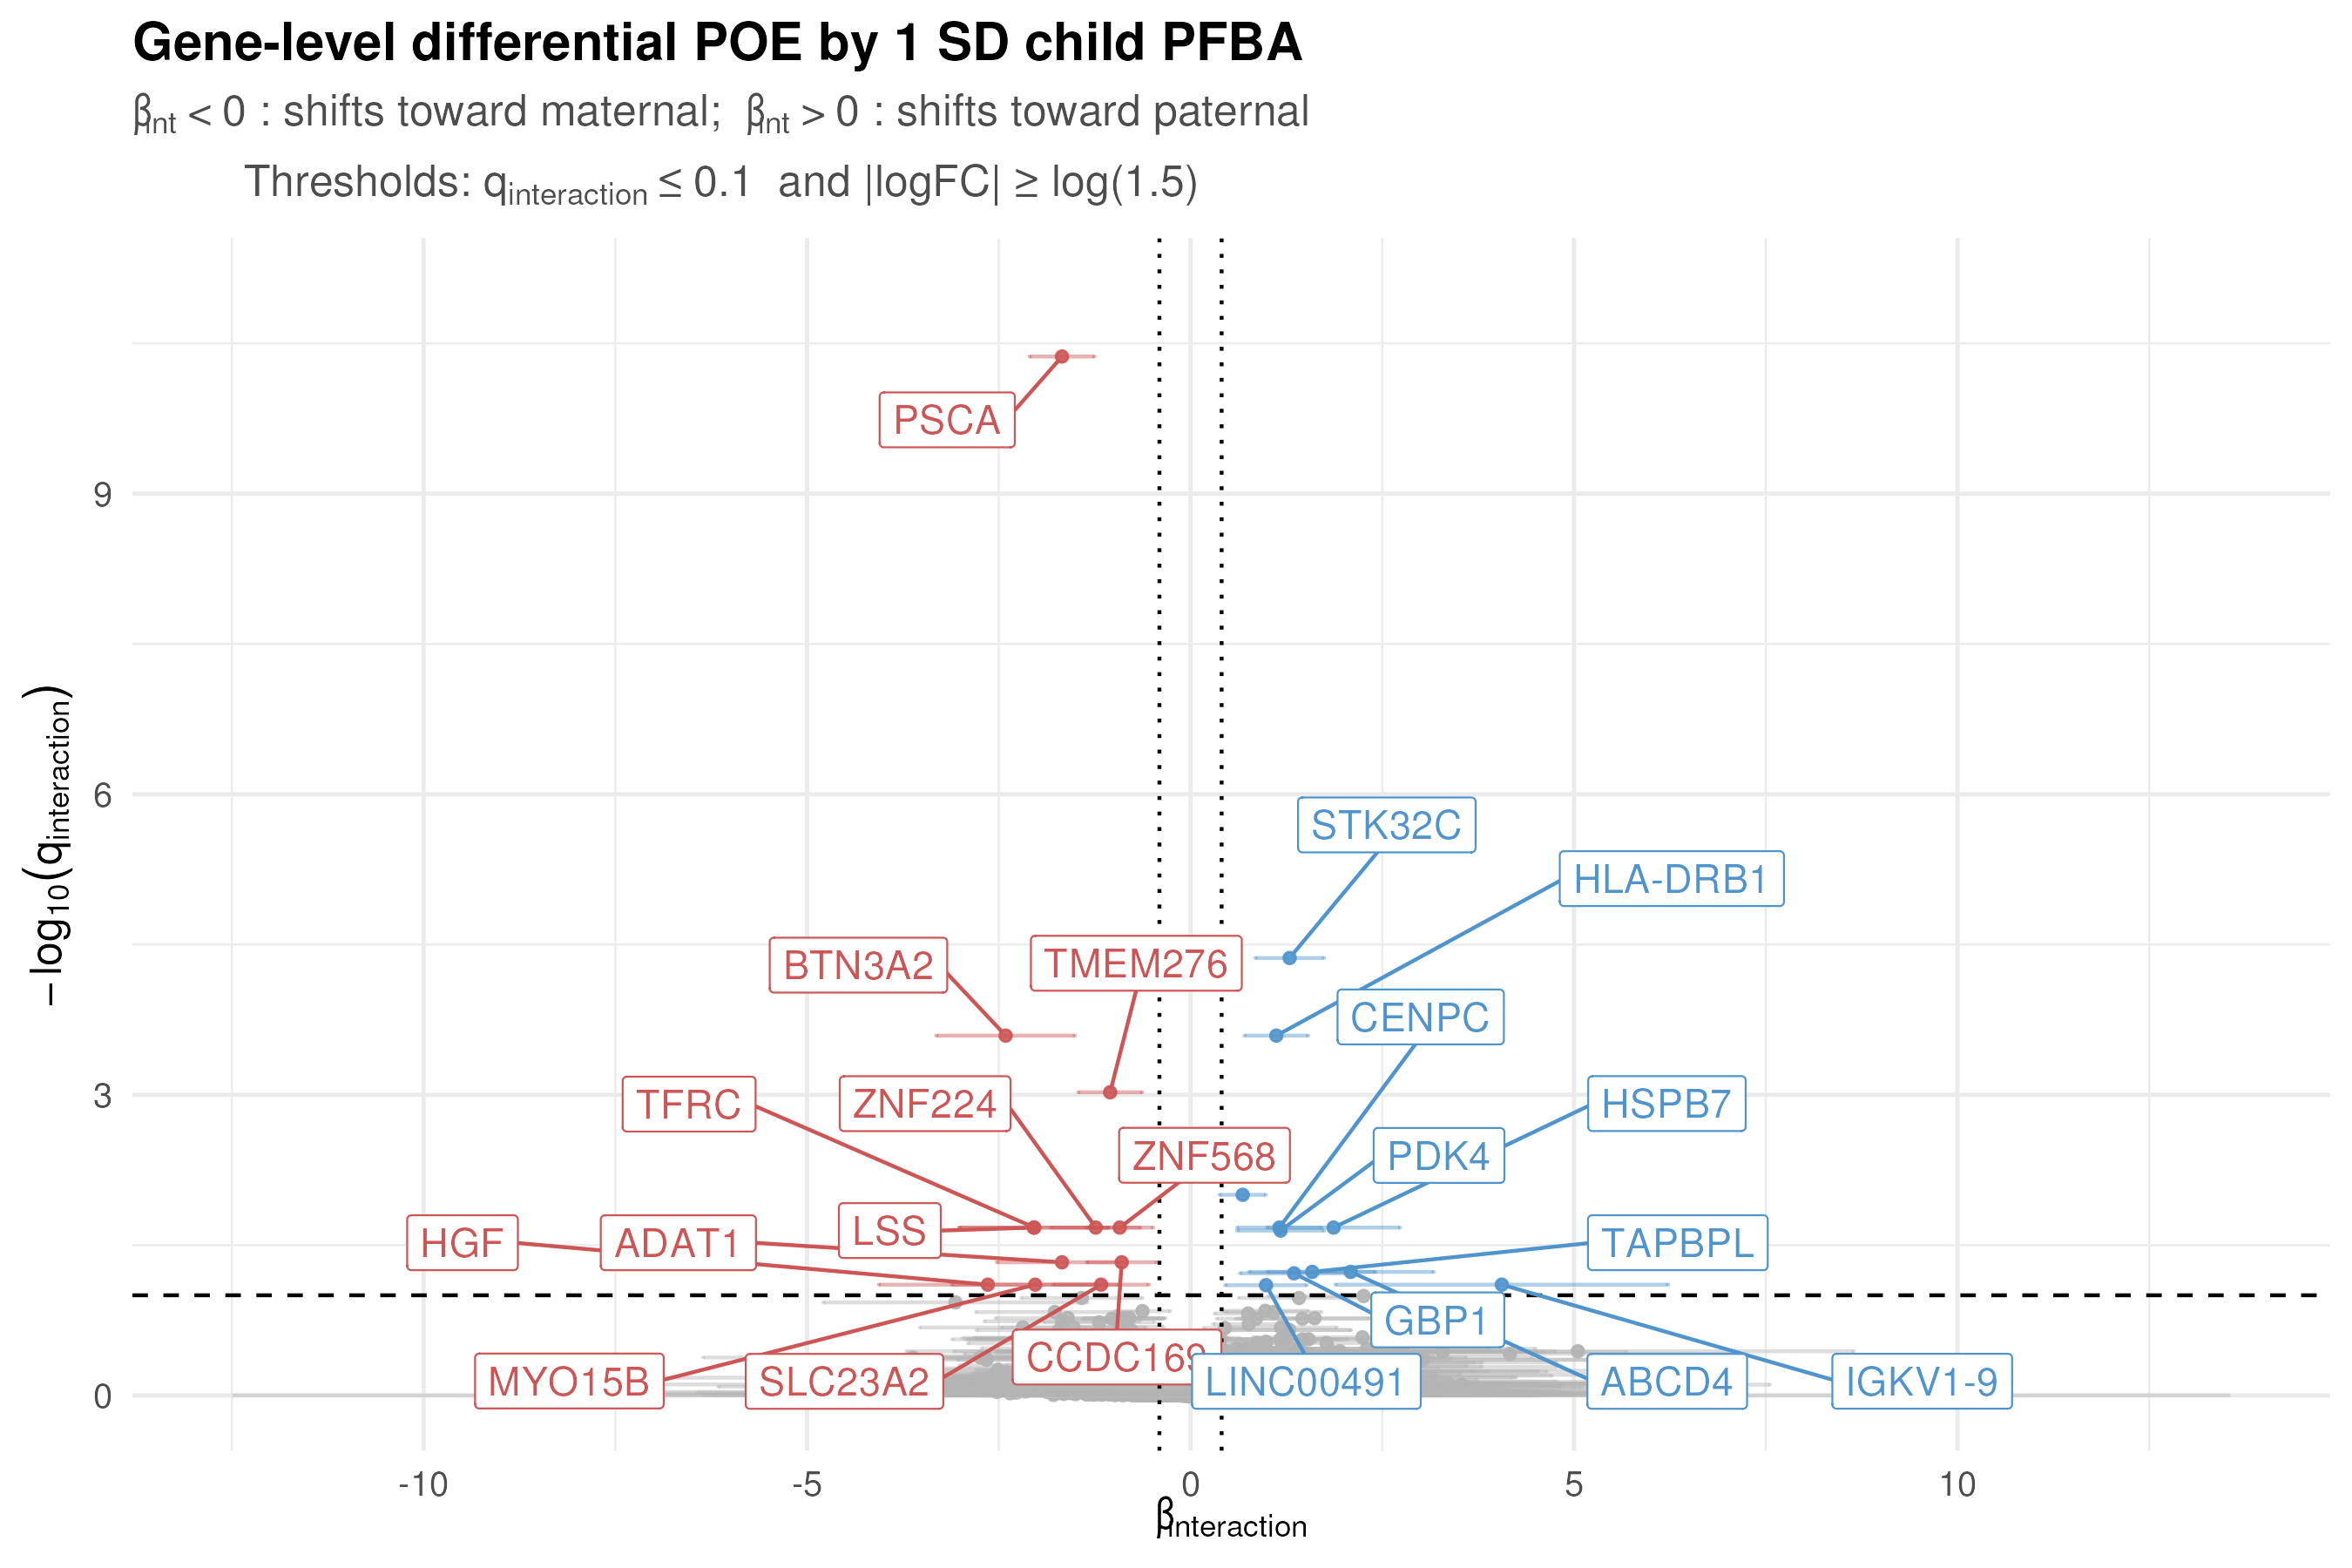 Gene-level differential POE by 1 SD child PFBA
βint < 0 : shifts toward maternal; βint > 0 : shifts toward paternal
Thresholds: qinteraction ≤ 0.1 and |logFC| ≥ log(1.5)
PSCA
9
−log10(qinteraction)
6
STK32C
HLA-DRB1
BTN3A2
TMEM276
CENPC
3
TFRC
ZNF224
HSPB7
ZNF568
PDK4
LSS
HGF
ADAT1
TAPBPL
GBP1
CCDC169
MYO15B
SLC23A2
LINC00491
ABCD4
IGKV1-9
0
-10 -5 0 5 10
βinteraction